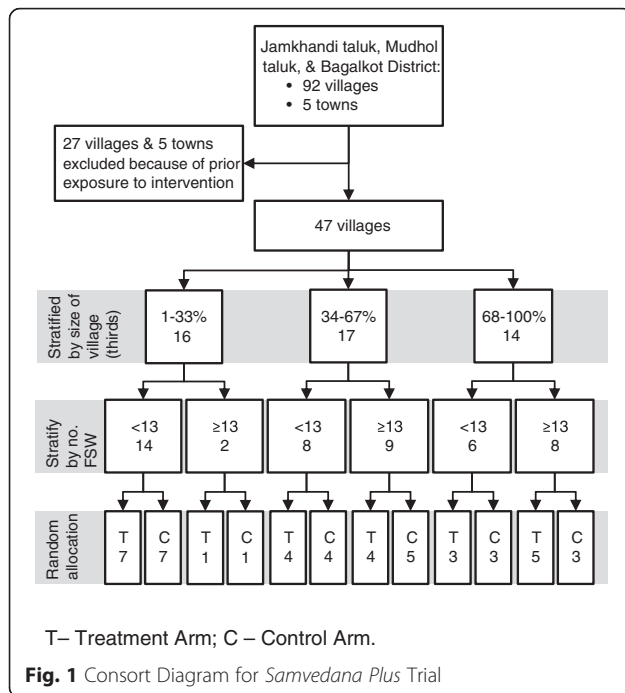 Jamkhandi taluk, Mudhol
taluk, & Bagalkot District:
• 92 villages
• 5 towns
27 villages & 5 towns
excluded because of prior
exposure to intervention
47 villages
Stratified
by size of
village
(thirds)
1-33%
16
34-67%
17
68-100%
14
Stratify
by no.
FSW
<13
14
≥13
2
<13
8
≥13
9
<13
6
≥13
8
Random
allocation
T
7
C
7
T
1
C
1
T
4
C
4
T
4
C
5
T
3
C
3
T
5
C
3
T– Treatment Arm; C – Control Arm.
Fig. 1 Consort Diagram for Samvedana Plus Trial